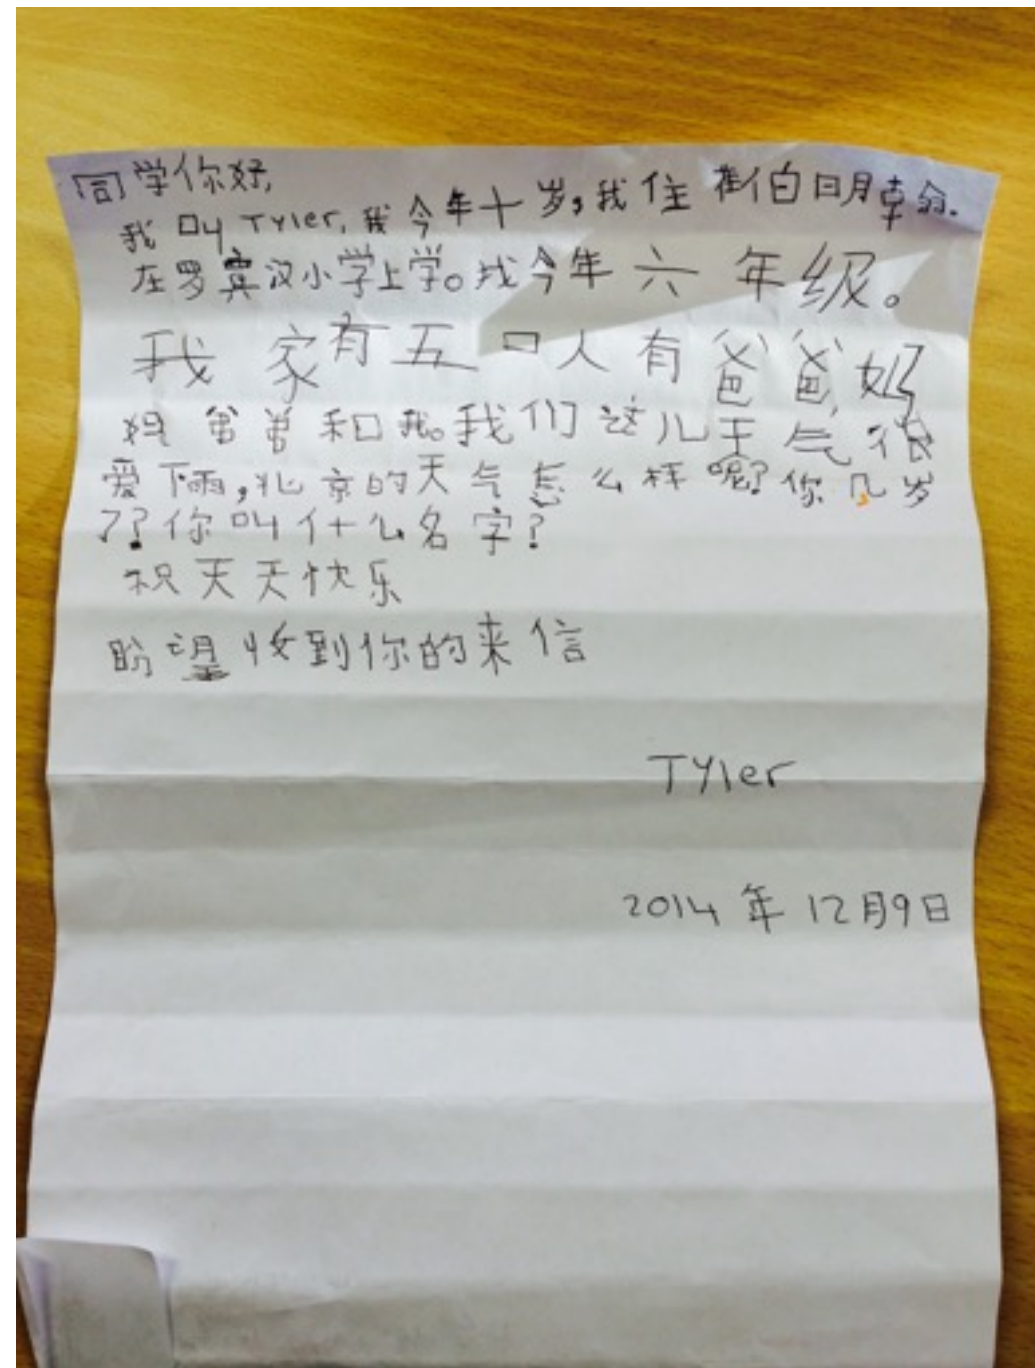 同学你好,
我叫 Tyler, 我今年十岁,我住 在伯明翰.
在罗宾汉小学上学。我今年六年级。
我家有五口人有爸爸,妈
妈弟弟和我。我们这儿天气很
爱下雨,北京的天气怎么样呢?你几岁
了?你叫什么名字?
祝天天快乐
盼望收到你的来信
Tyler
2014年12月9日